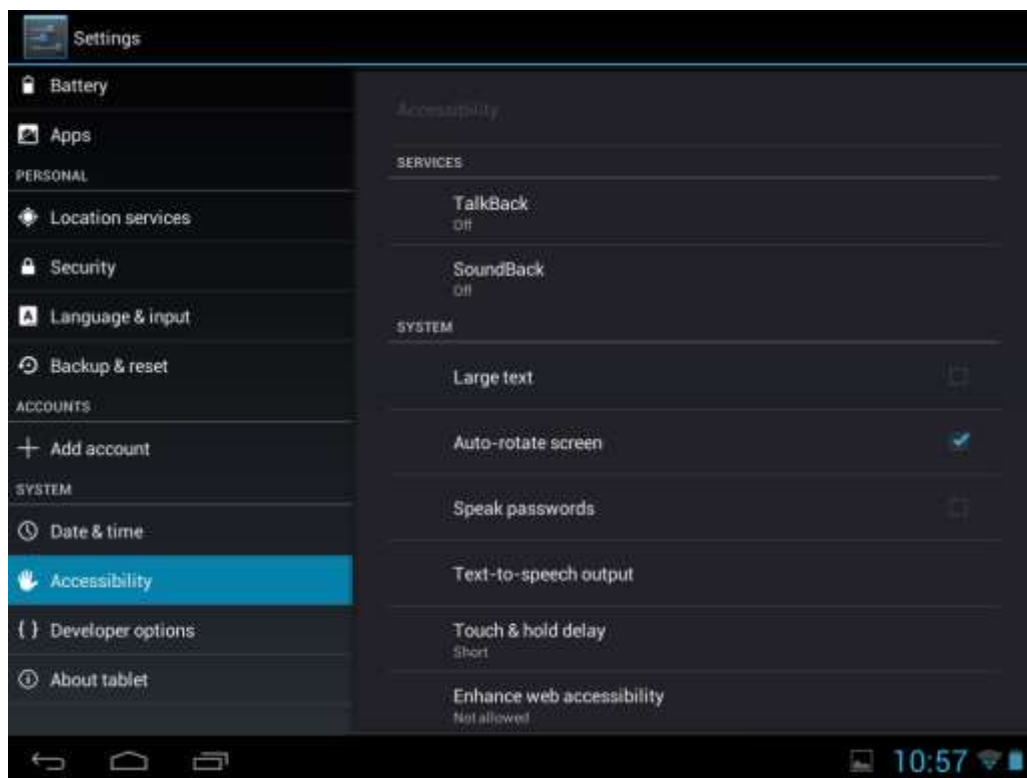 Settings
Battery
Apps
PERSONAL
Location services
Security
Language & input
Backup & reset
ACCOUNTS
Add account
SYSTEM
Date & time
Accessibility
{ } Developer options
About tablet
Accessibility
SERVICES
TalkBack
Off
SoundBack
Off
SYSTEM
Large text
Auto-rotate screen
Speak passwords
Text-to-speech output
Touch & hold delay
Short
Enhance web accessibility
Not allowed
10:57